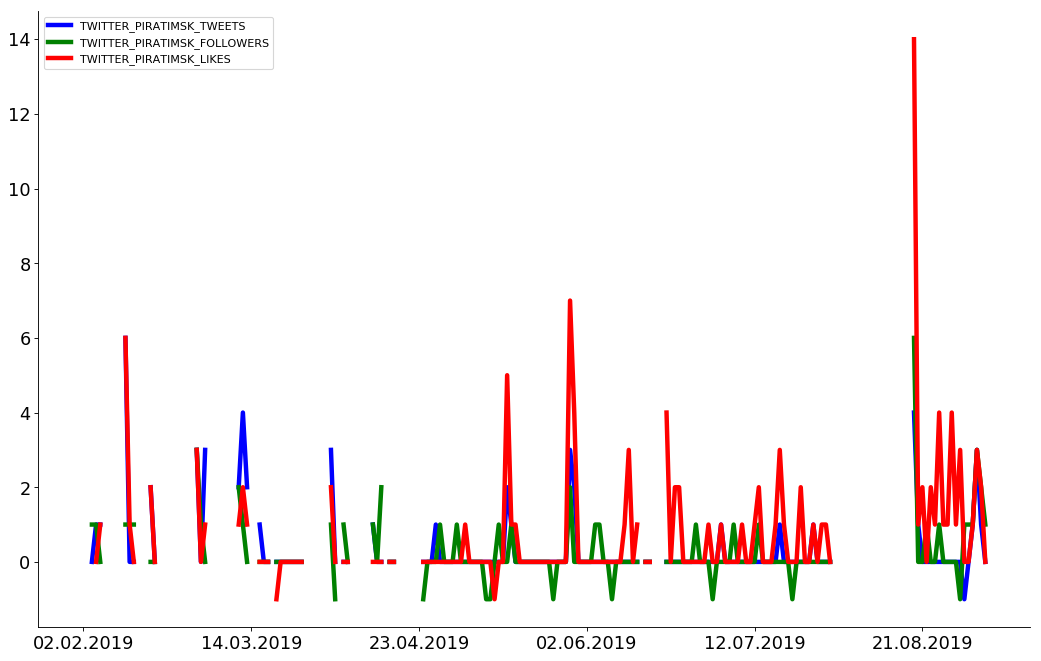 TWITTER_PIRATIMSK_TWEETS
TWITTER_PIRATIMSK_FOLLOWERS
TWITTER_PIRATIMSK_LIKES
14
12
10
8
6
4
2
0
02.02.2019 14.03.2019 23.04.2019 02.06.2019 12.07.2019 21.08.2019